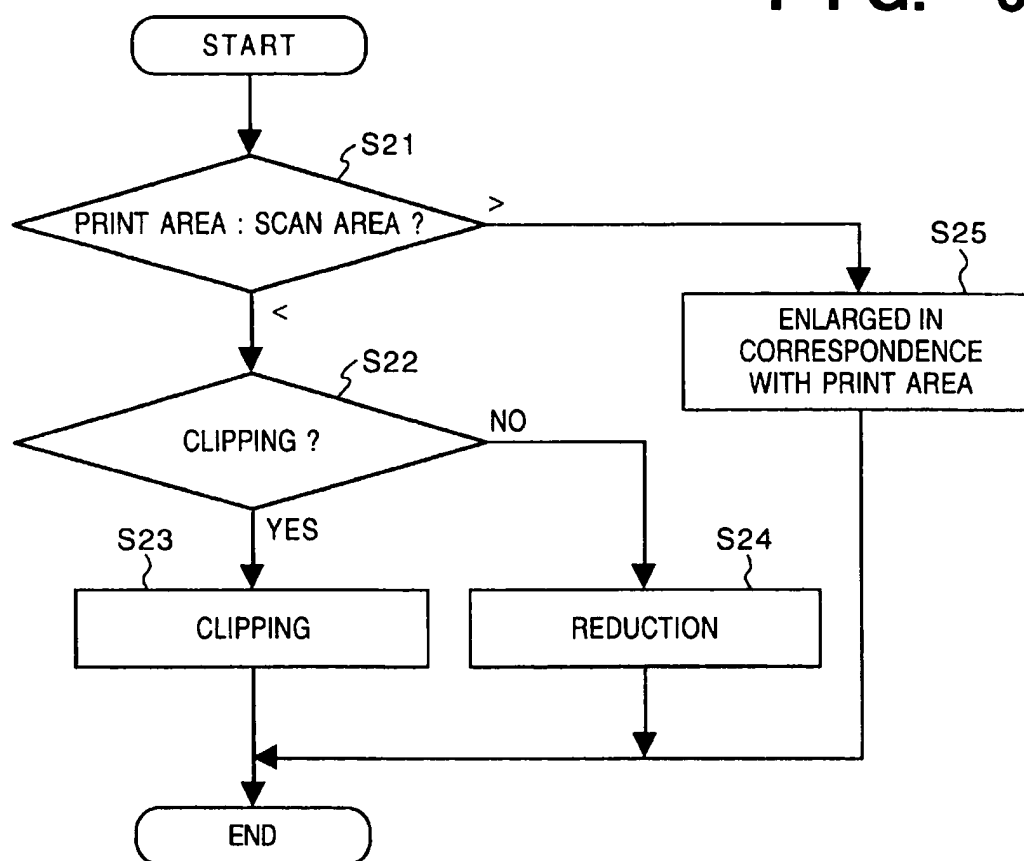 FIG.
START
S21
PRINT AREA : SCAN AREA ?
>
S25
<
ENLARGED IN
CORRESPONDENCE
WITH PRINT AREA
S22
CLIPPING ?
NO
YES
S23
S24
CLIPPING
REDUCTION
END